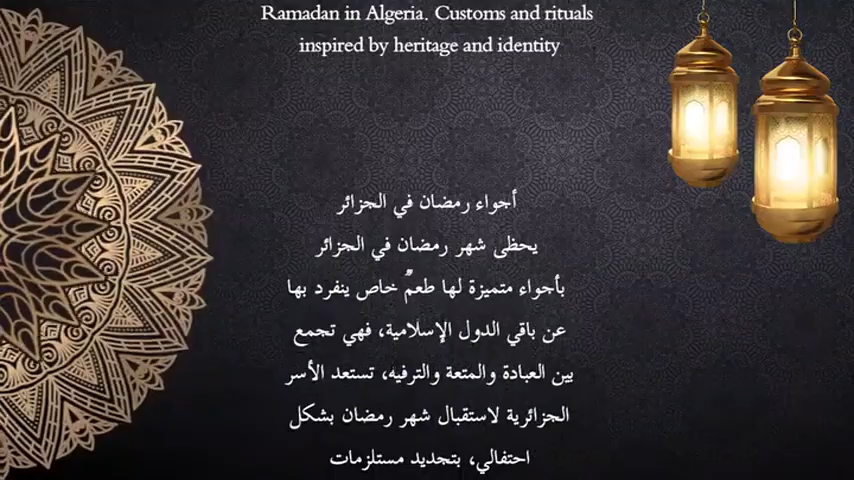 Ramadan in Algeria. Customs and rituals
inspired by heritage and identity
أجواء رمضان في الجزائر
يحظى شهر رمضان في الجزائر
بأجواء متميزة لها طعمٌ خاص ينفرد بها
عن باقي الدول الإسلامية، فهي تجمع
بين العبادة والمتعة والترفيه، تستعد الأسر
الجزائرية لاستقبال شهر رمضان بشكل
احتفالي، بتجديد مستلزمات